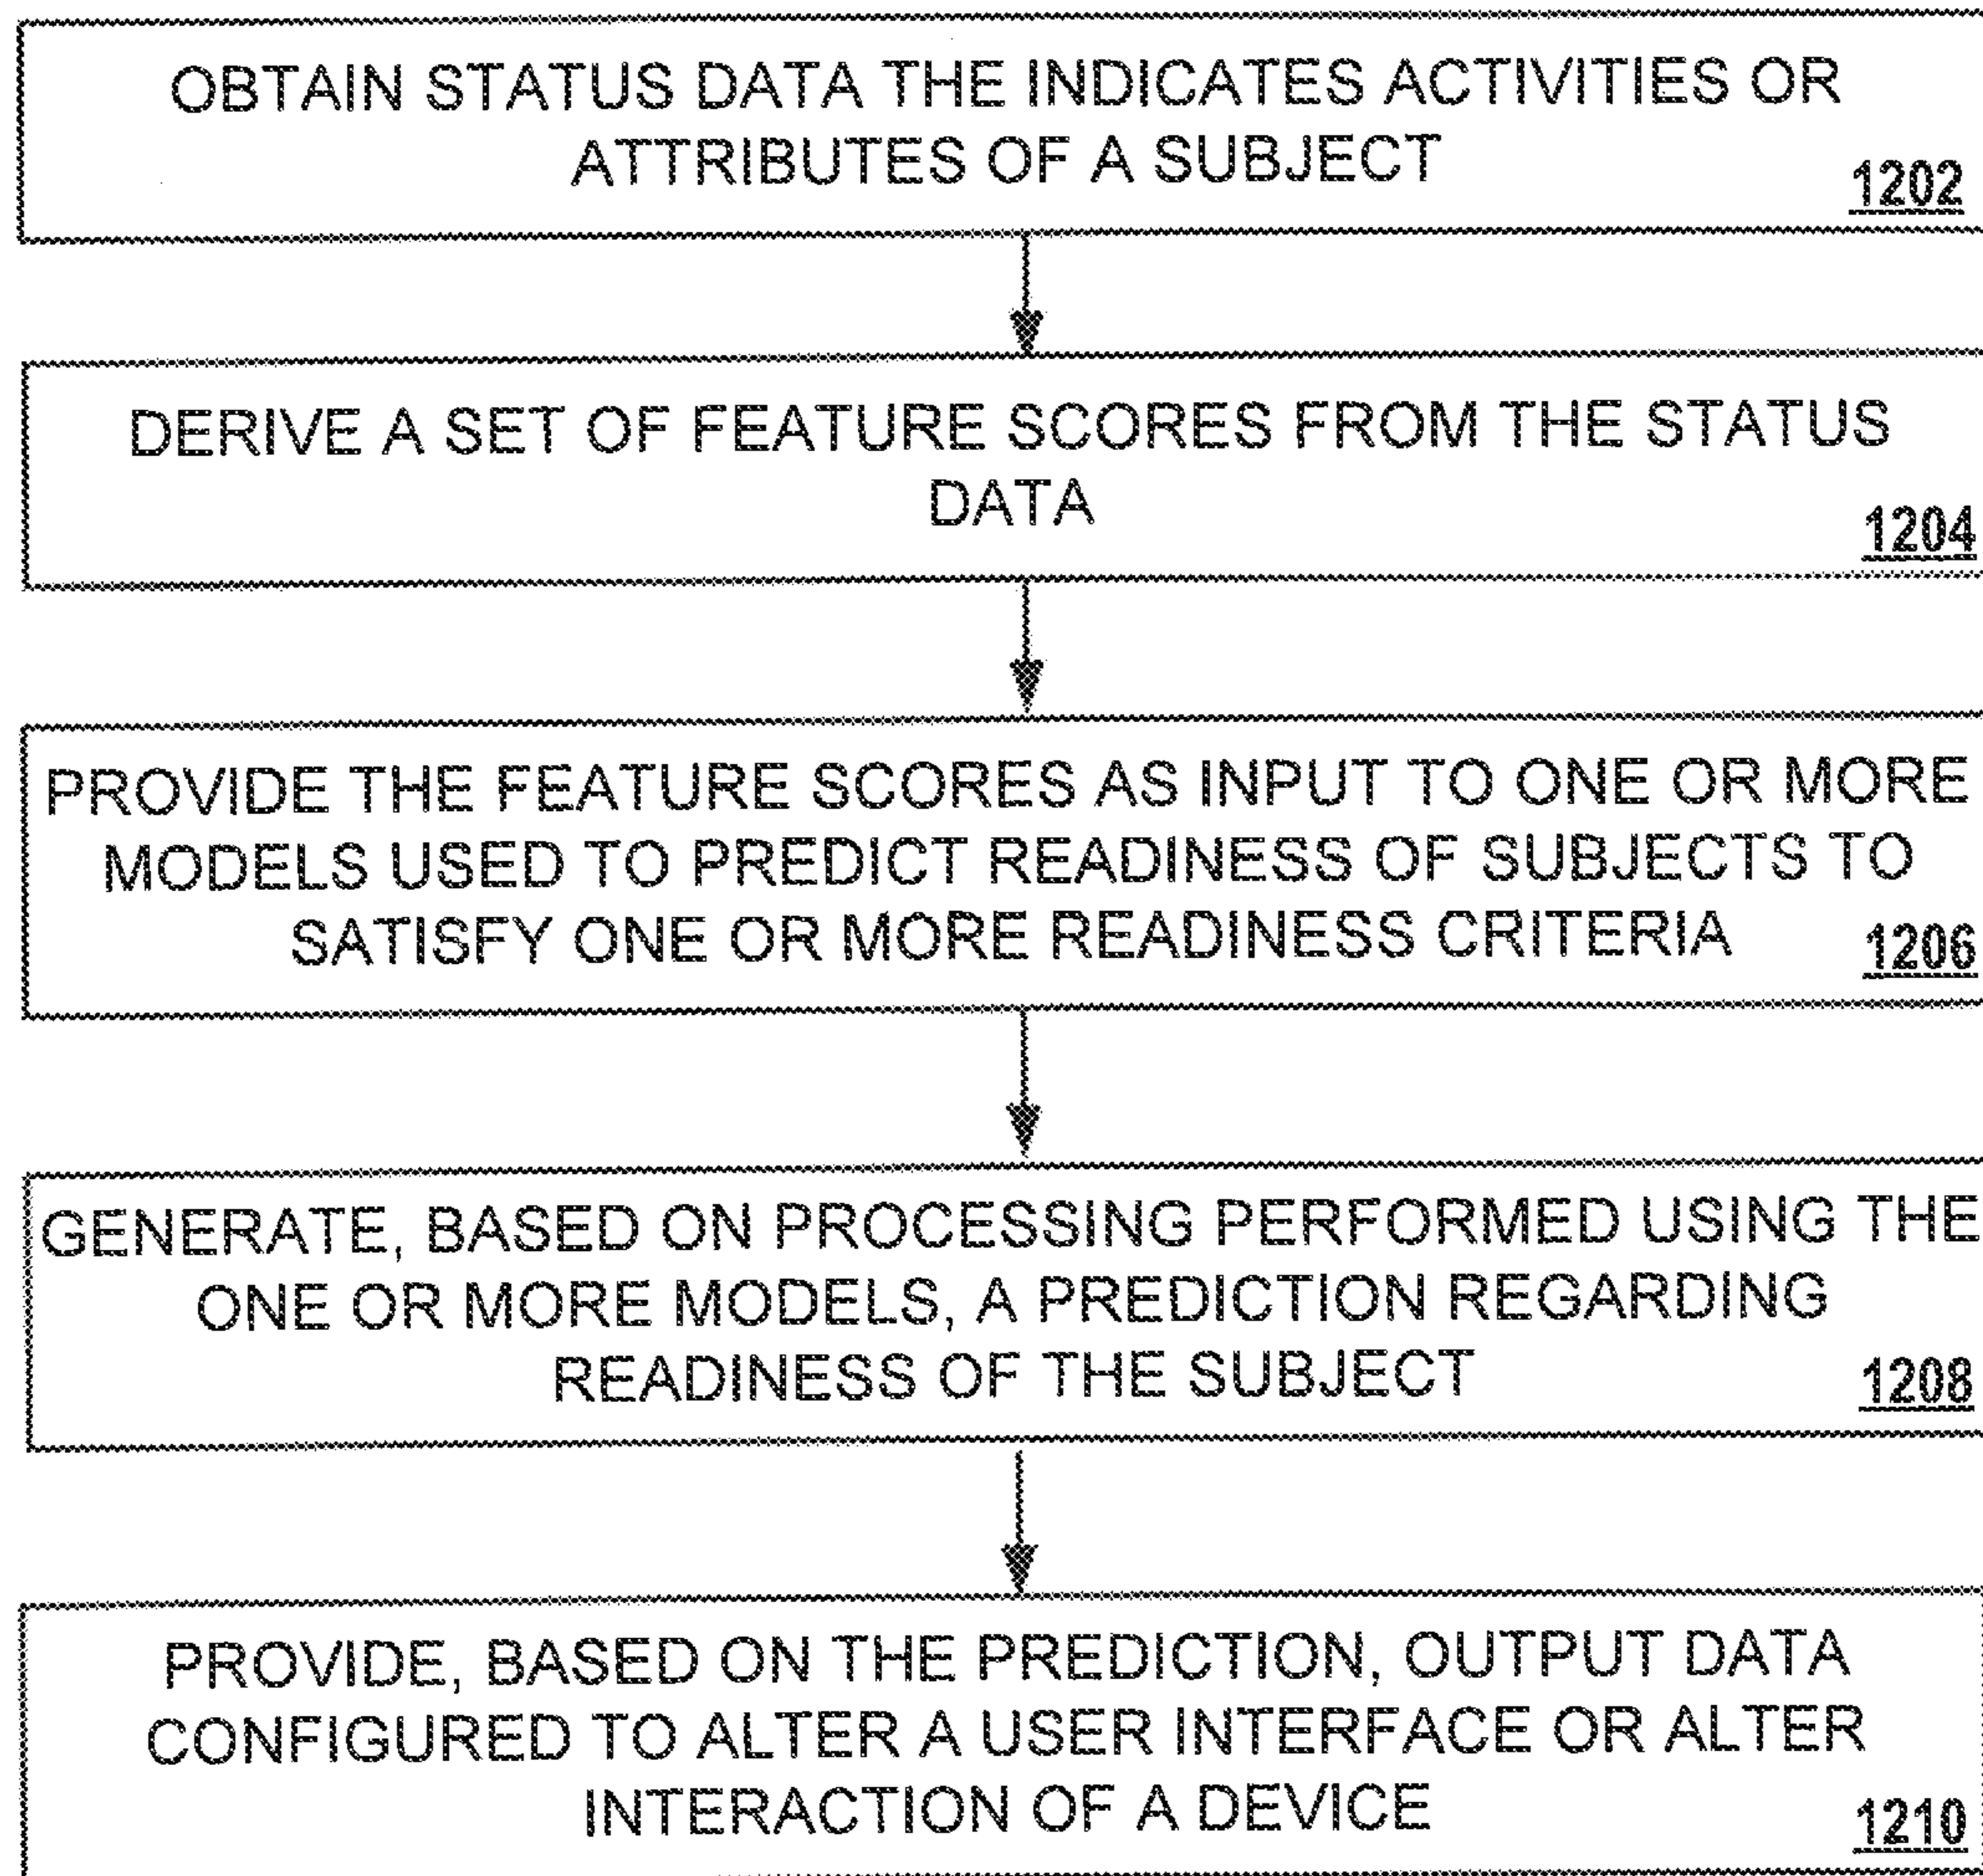 OBTAIN STATUS DATA THE INDICATES ACTIVITIES OR
ATTRIBUTES OF A SUBJECT
1202
DERIVE A SET OF FEATURE SCORES FROM THE STATUS
DATA
1204
PROVIDE THE FEATURE SCORES AS INPUT TO ONE OR MORE
MODELS USED TO PREDICT READINESS OF SUBJECTS TO
SATISFY ONE OR MORE READINESS CRITERIA
1206
GENERATE, BASED ON PROCESSING PERFORMED USING THE
ONE OR MORE MODELS, A PREDICTION REGARDING
READINESS OF THE SUBJECT
1208
PROVIDE, BASED ON THE PREDICTION, OUTPUT DATA
CONFIGURED TO ALTER A USER INTERFACE OR ALTER
INTERACTION OF A DEVICE
1210